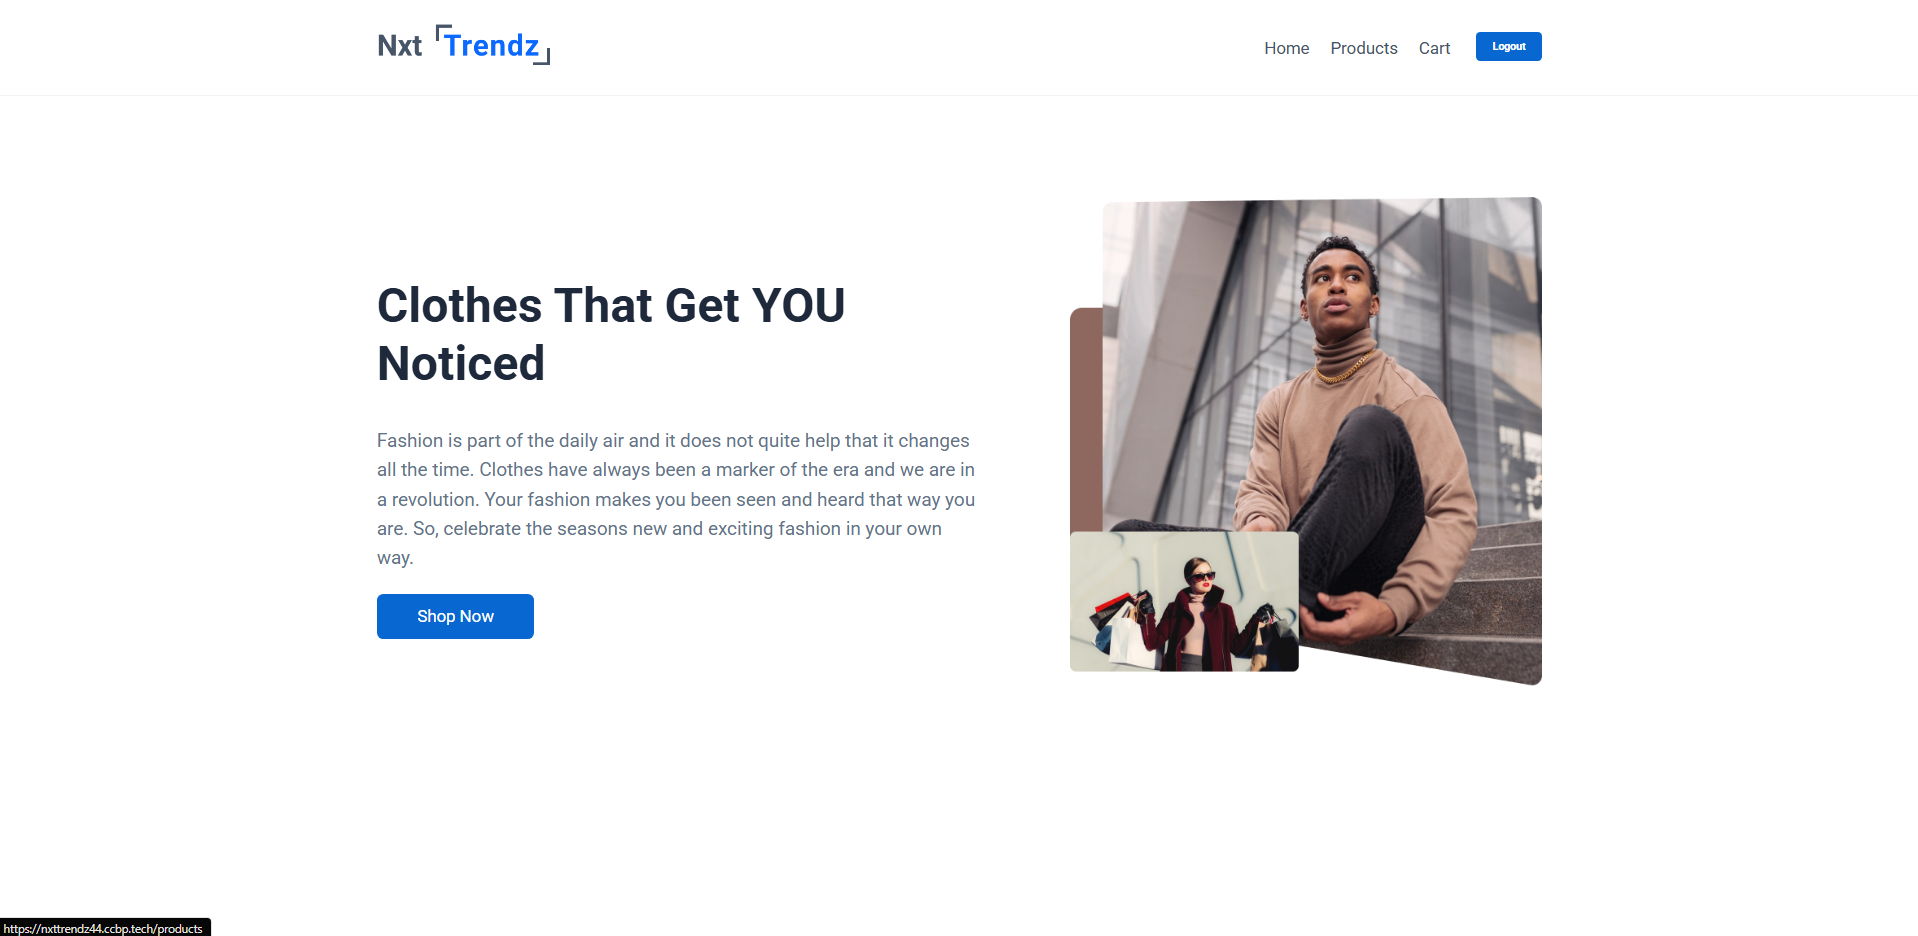 Nxt Trendz
Home Products Cart Logout
Clothes That Get YOU
Noticed
Fashion is part of the daily air and it does not quite help that it changes
all the time. Clothes have always been a marker of the era and we are in
a revolution. Your fashion makes you been seen and heard that way you
are. So, celebrate the seasons new and exciting fashion in your own
way.
Shop Now
https://nxttrendz44.ccbp.tech/products